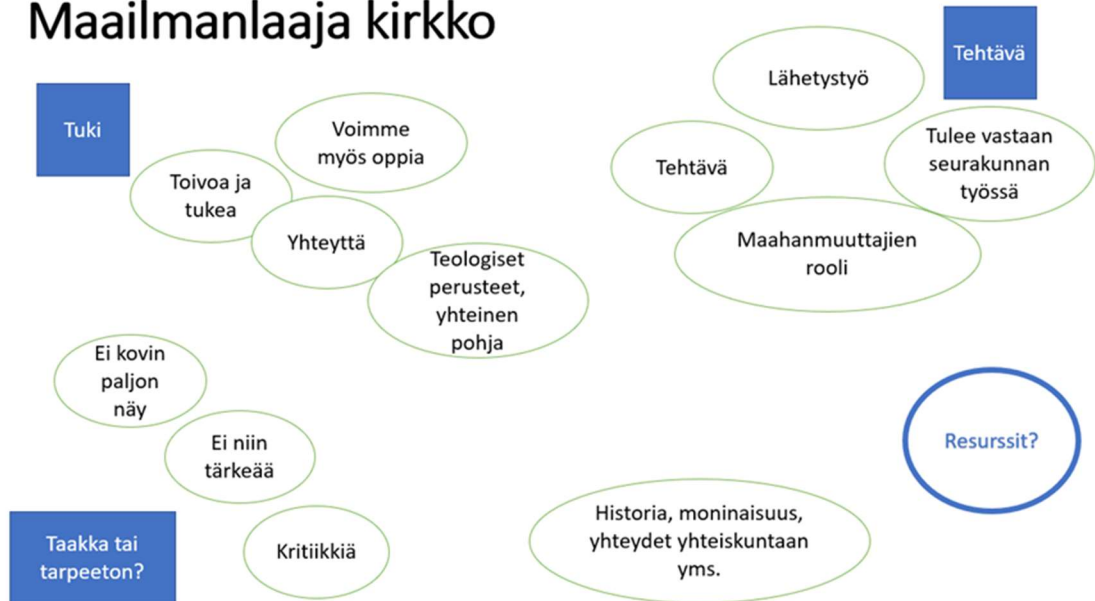 Maailmanlaaja kirkko
Tuki
Voimme
myös oppia
Toivoa ja
tukea
Yhteyttä
Teologiset
perusteet,
yhteinen
pohja
Tehtävä
Lähetystyö
Tehtävä
Tulee vastaan
seurakunnan
työssä
Maahanmuuttajien
rooli
Ei kovin
paljon
näy
Ei niin
tärkeää
Kritiikkiä
Taakka tai
tarpeeton?
Historia, moninaisuus,
yhteydet yhteiskuntaan
yms.
Resurssit?